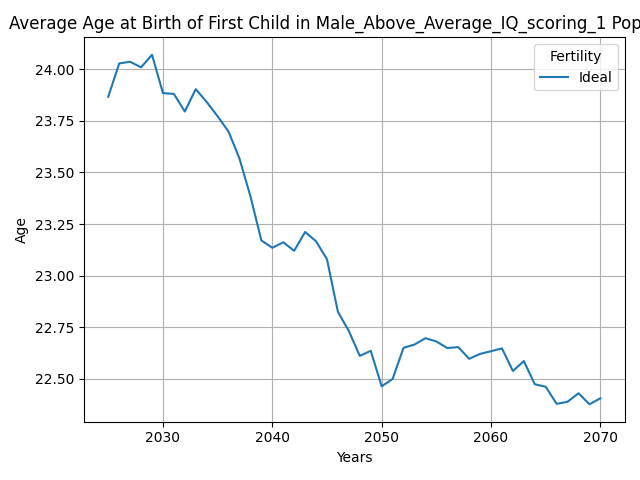 Average Age at Birth of First Child in Male_Above_Average_IQ_scoring_1 Pop
Fertility
Ideal
24.00
23.75
23.50
23.25
23.00
22.75
22.50
Age
2030
2040
2050
2060
2070
Years